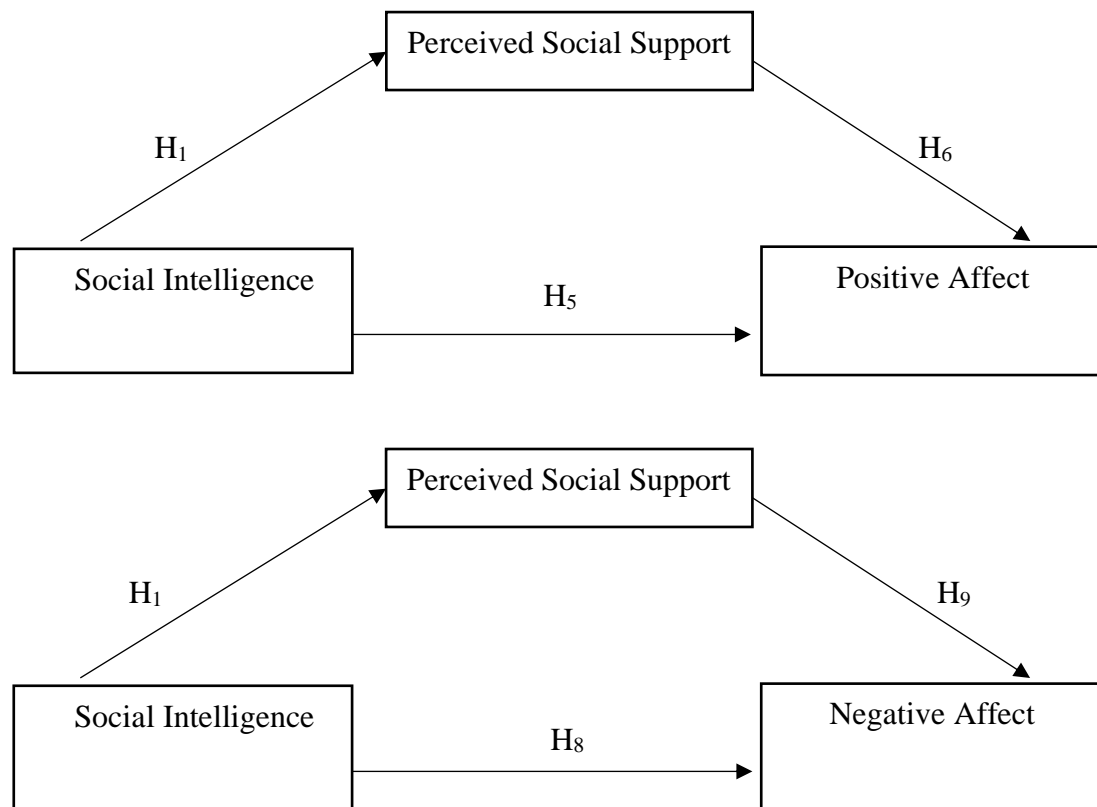 Perceived Social Support
H₁
H₆
Social Intelligence
H₅
Positive Affect
Perceived Social Support
H₁
H₉
Social Intelligence
H₈
Negative Affect